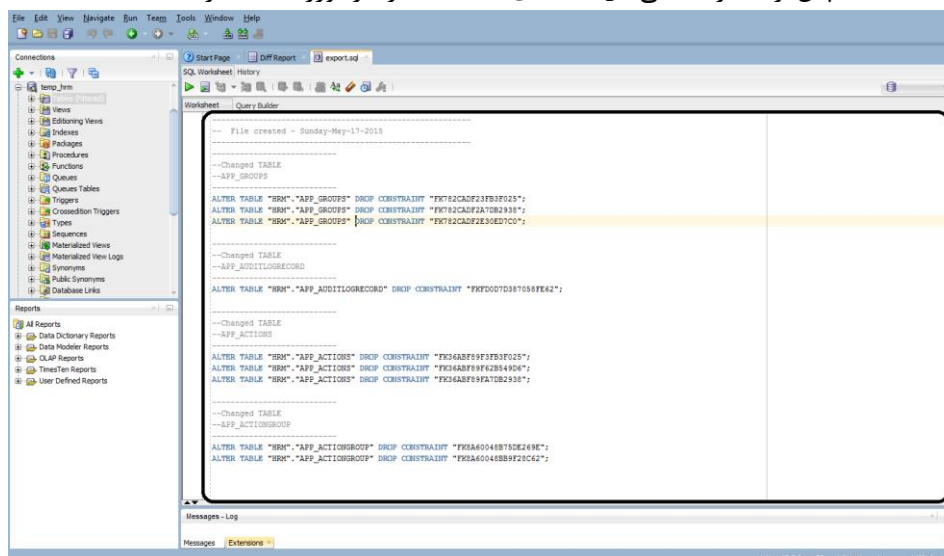 File Edit View Navigate Run Team Tools Window Help
Connections
temp_hrm
Views
Editioning Views
Indexes
Packages
Procedures
Functions
Queues
Queues Tables
Triggers
Crossedition Triggers
Types
Sequences
Materialized Views
Materialized View Logs
Synonyms
Public Synonyms
Database Links
Reports
All Reports
Data Dictionary Reports
Data Modeler Reports
OLAP Reports
TimesTen Reports
User Defined Reports
Start Page Diff Report export.sql
SQL Worksheet History
Worksheet Query Builder
--------------------------------------------------------
-- File created - Sunday-May-17-2015
--------------------------------------------------------
---------------------------
--Changed TABLE
--APP_GROUPS
---------------------------
ALTER TABLE "HRM"."APP_GROUPS" DROP CONSTRAINT "FK782CADF23FB3F025";
ALTER TABLE "HRM"."APP_GROUPS" DROP CONSTRAINT "FK782CADF2A7DB2938";
ALTER TABLE "HRM"."APP_GROUPS" DROP CONSTRAINT "FK782CADF2E30ED7C0";
---------------------------
--Changed TABLE
--APP_AUDITLOGRECORD
---------------------------
ALTER TABLE "HRM"."APP_AUDITLOGRECORD" DROP CONSTRAINT "FKFD0D7D387058FE62";
---------------------------
--Changed TABLE
--APP_ACTIONS
---------------------------
ALTER TABLE "HRM"."APP_ACTIONS" DROP CONSTRAINT "FK36ABF89F3FB3F025";
ALTER TABLE "HRM"."APP_ACTIONS" DROP CONSTRAINT "FK36ABF89F62B549D6";
ALTER TABLE "HRM"."APP_ACTIONS" DROP CONSTRAINT "FK36ABF89FA7DB2938";
---------------------------
--Changed TABLE
--APP_ACTIONGROUP
---------------------------
ALTER TABLE "HRM"."APP_ACTIONGROUP" DROP CONSTRAINT "FK8A60048B75DE269E";
ALTER TABLE "HRM"."APP_ACTIONGROUP" DROP CONSTRAINT "FK8A60048BB9F28C62";
Messages - Log
Messages Extensions